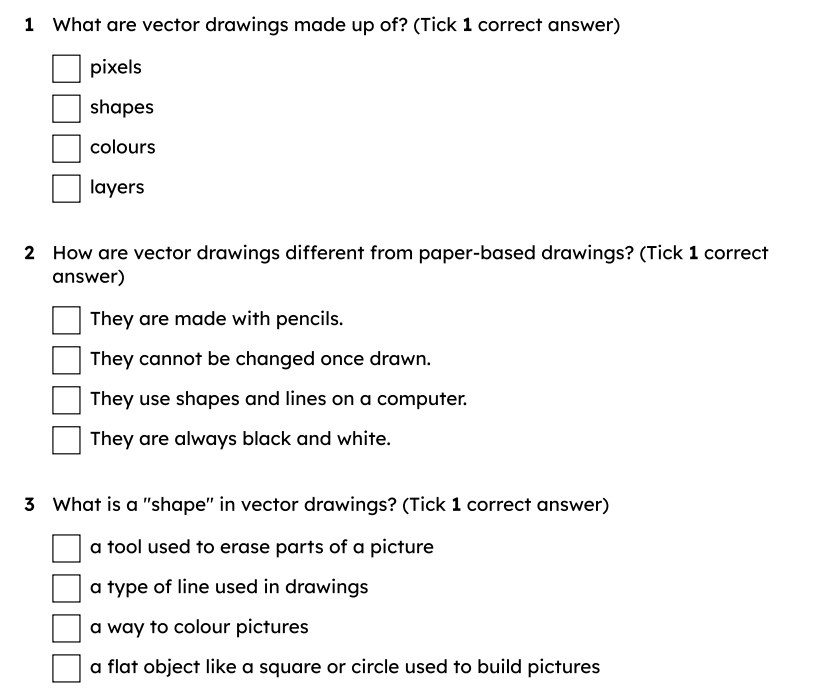 1 What are vector drawings made up of? (Tick 1 correct answer)
pixels
shapes
colours
layers
2 How are vector drawings different from paper-based drawings? (Tick 1 correct
answer)
They are made with pencils.
They cannot be changed once drawn.
They use shapes and lines on a computer.
They are always black and white.
3 What is a "shape" in vector drawings? (Tick 1 correct answer)
a tool used to erase parts of a picture
a type of line used in drawings
a way to colour pictures
a flat object like a square or circle used to build pictures